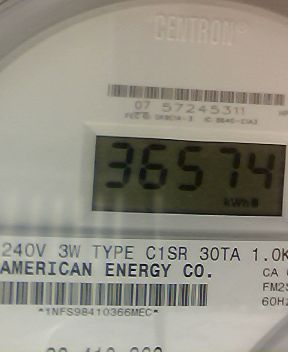 CENTRON®
07 57245311
36574
kWh
240V 3W TYPE C1SR 30TA 1.0K
AMERICAN ENERGY CO.
CA
FM2S
60Hz
*1NFS98410366MEC*